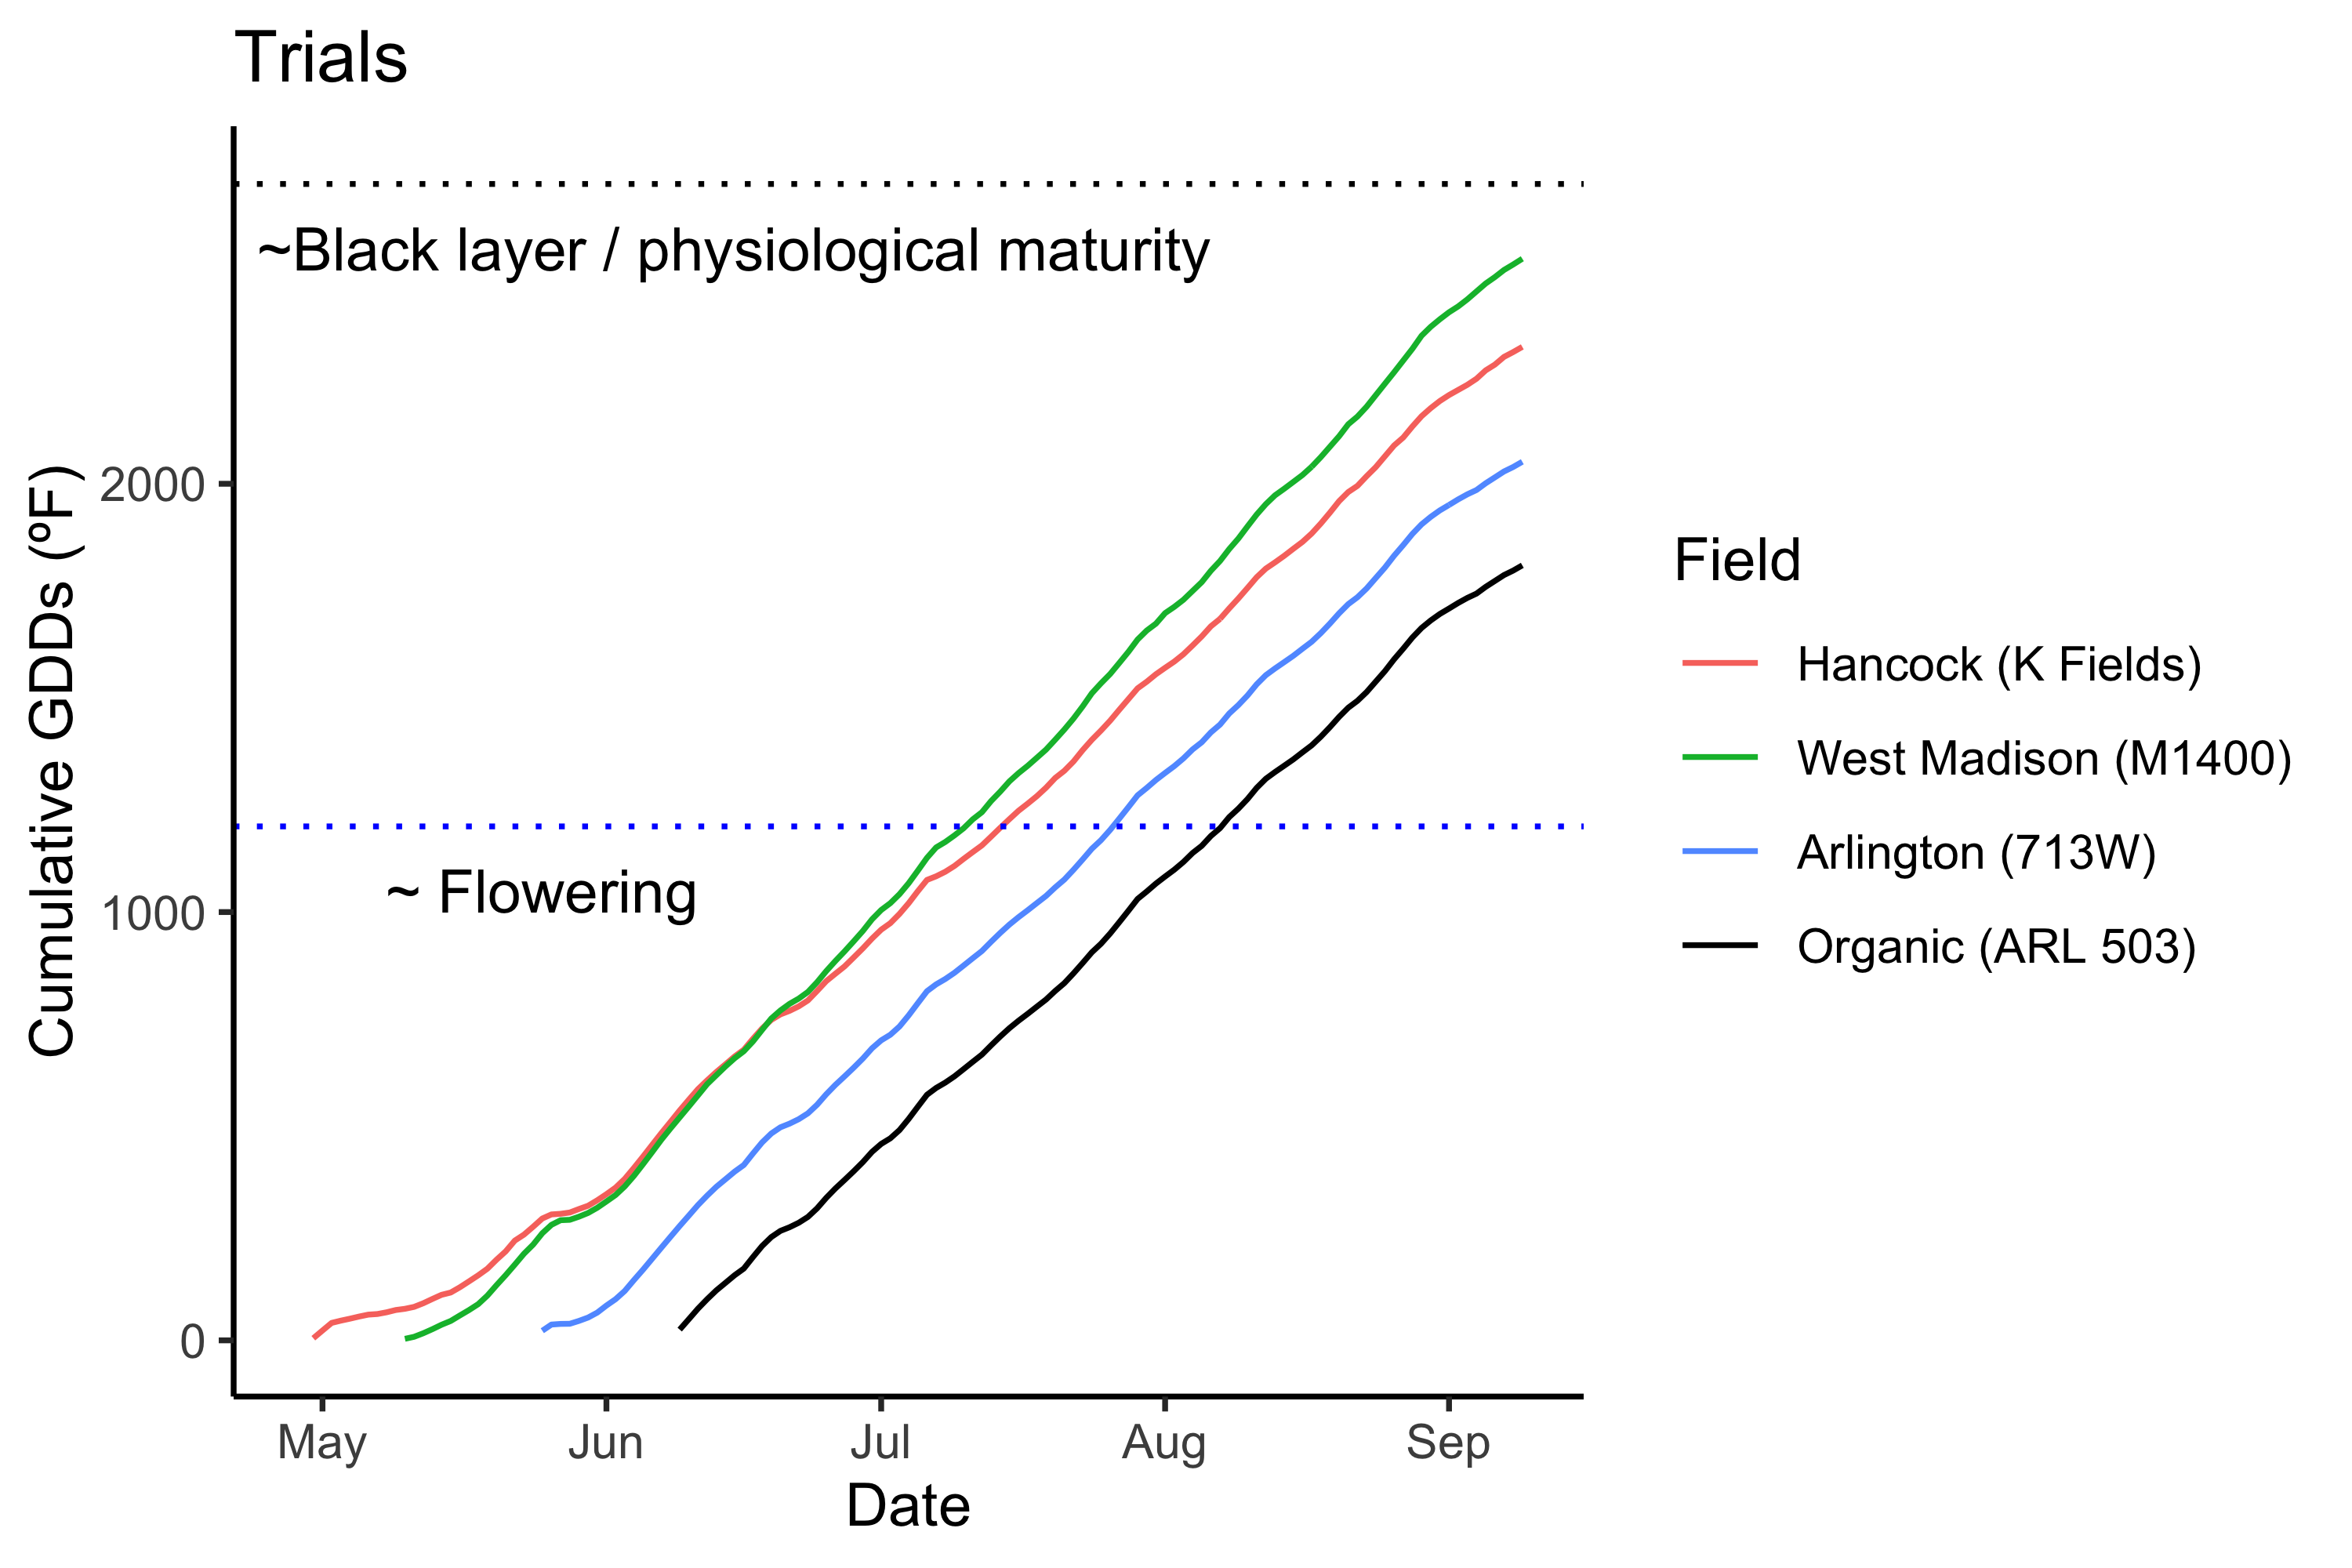 Trials
~Black layer / physiological maturity
~ Flowering
Cumulative GDDs (ºF)
2000
1000
0
May
Jun
Jul
Aug
Sep
Date
Field
Hancock (K Fields)
West Madison (M1400)
Arlington (713W)
Organic (ARL 503)